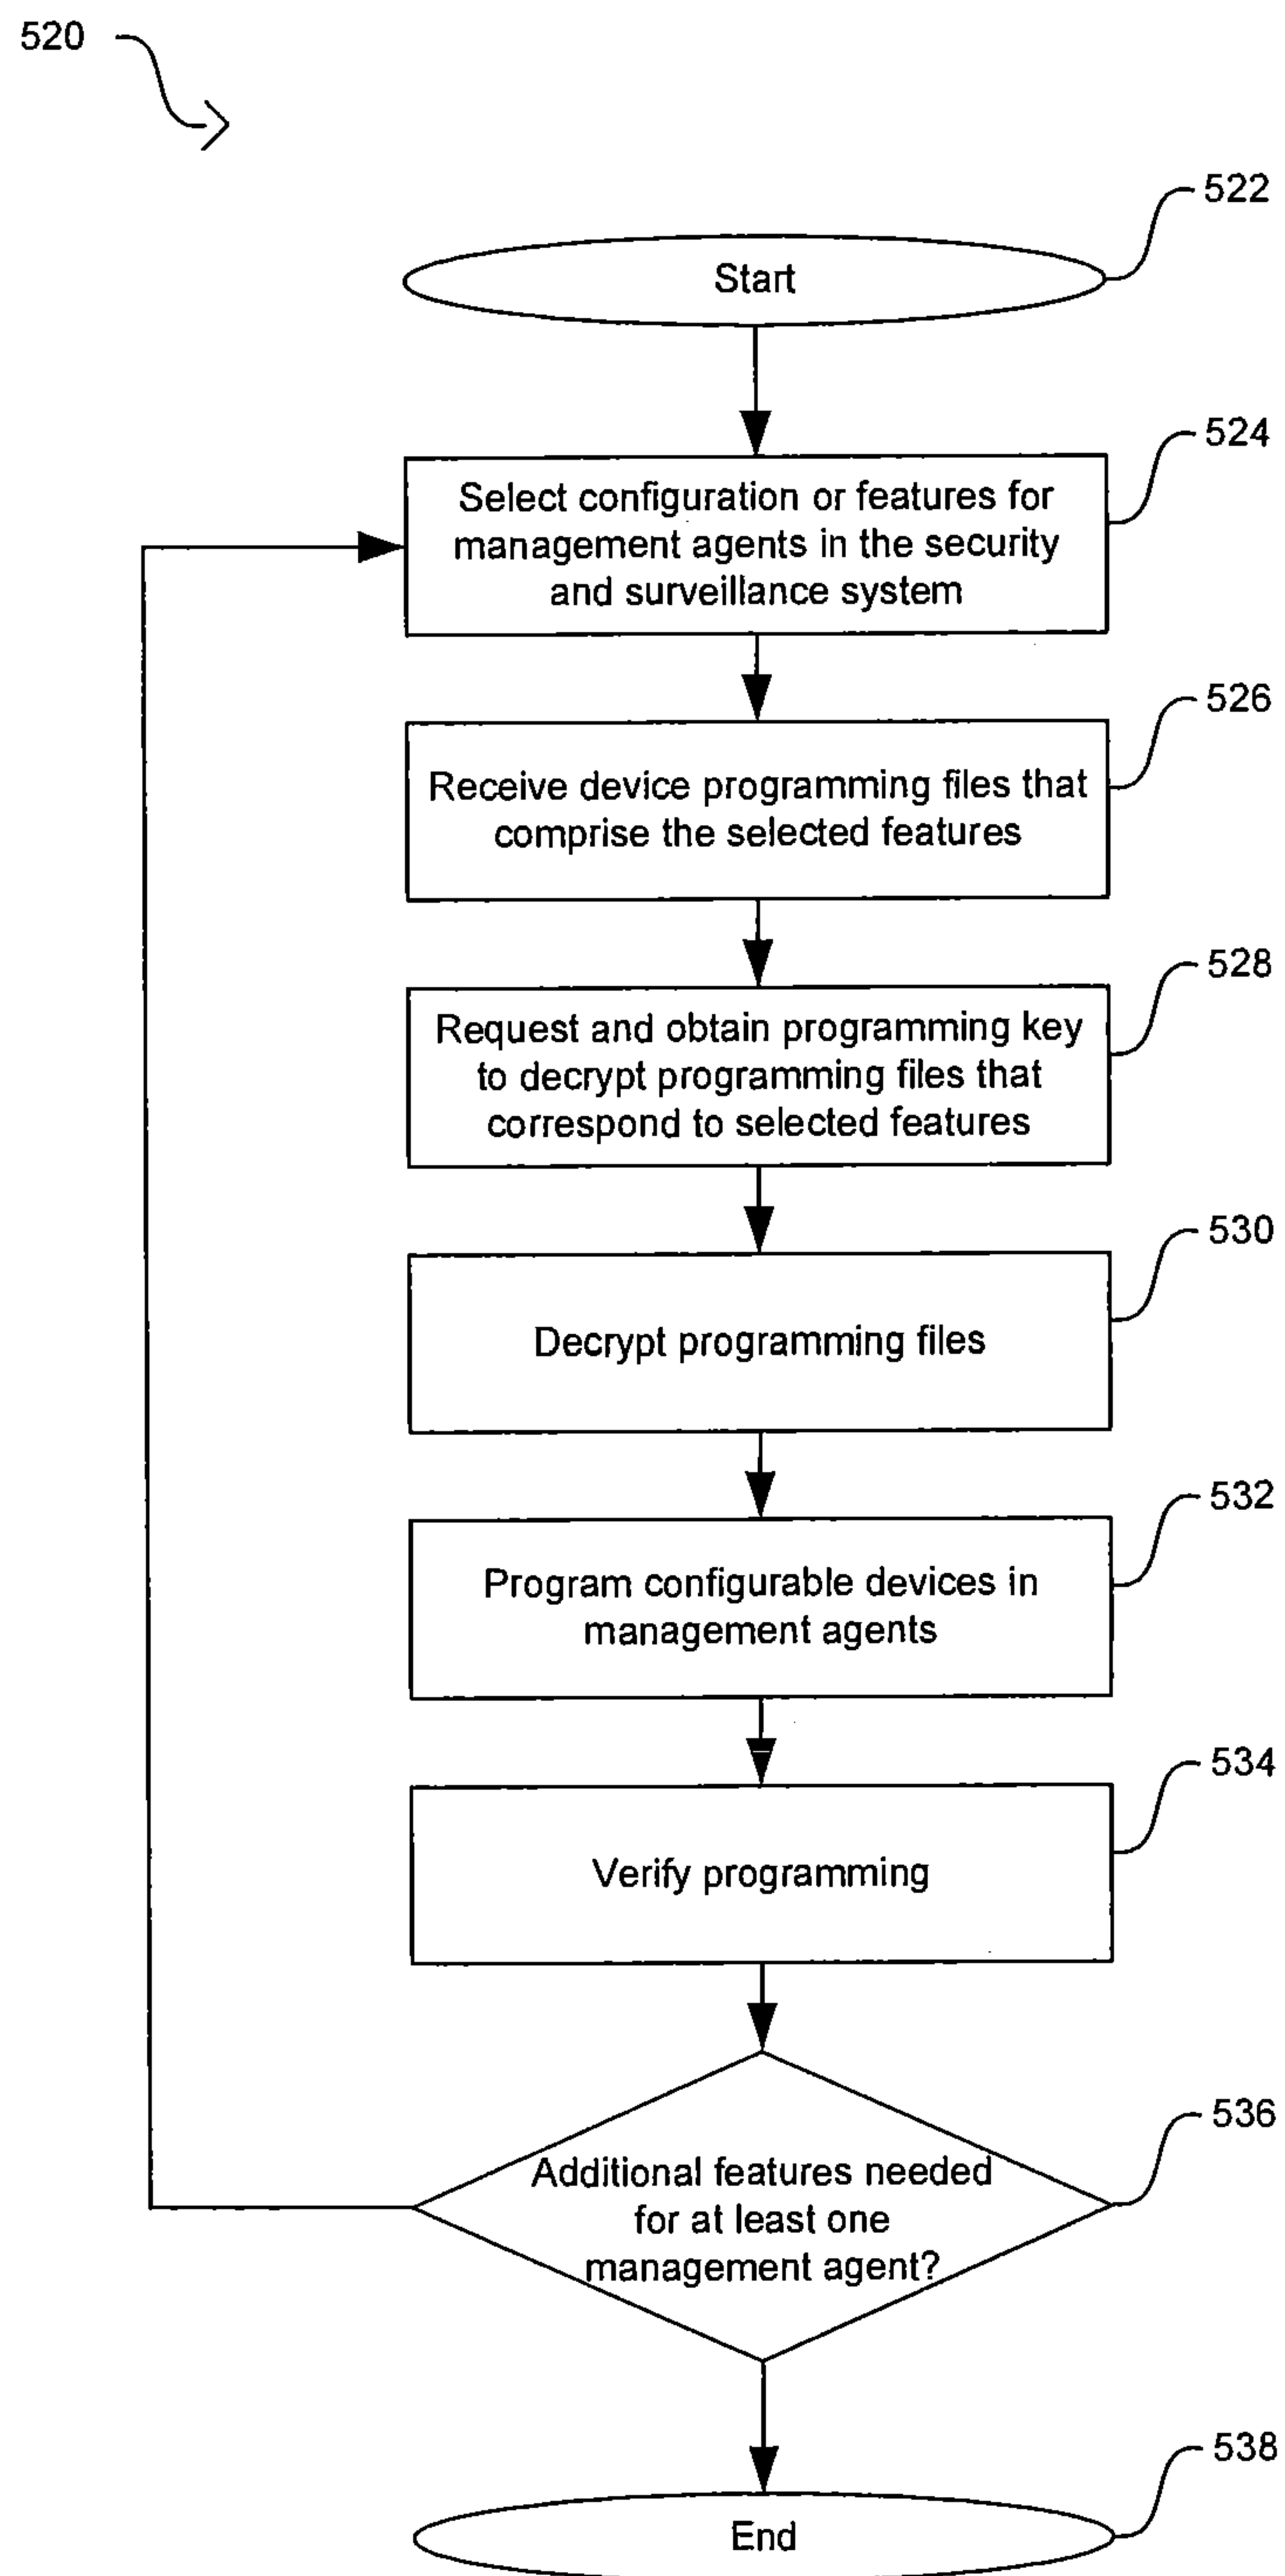 520
522
Start
524
Select configuration or features for
management agents in the security
and surveillance system
526
Receive device programming files that
comprise the selected features
528
Request and obtain programming key
to decrypt programming files that
correspond to selected features
530
Decrypt programming files
532
Program configurable devices in
management agents
534
Verify programming
536
Additional features needed
for at least one
management agent?
538
End